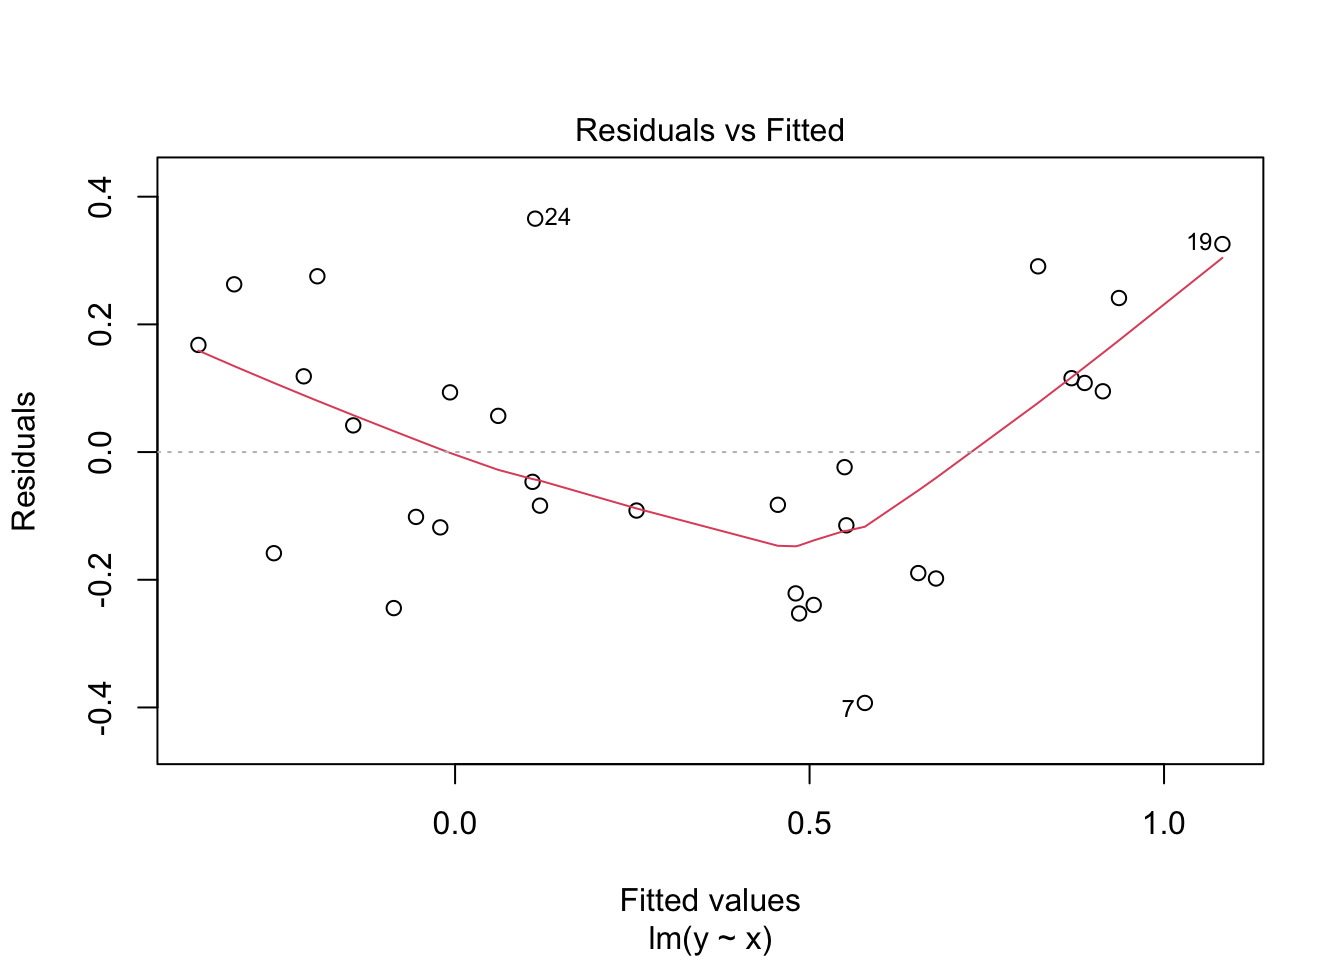 Residuals vs Fitted
0.4
0.2
0.0
-0.2
-0.4
Residuals
24
19
7
0.0 0.5 1.0
Fitted values
lm(y ~ x)